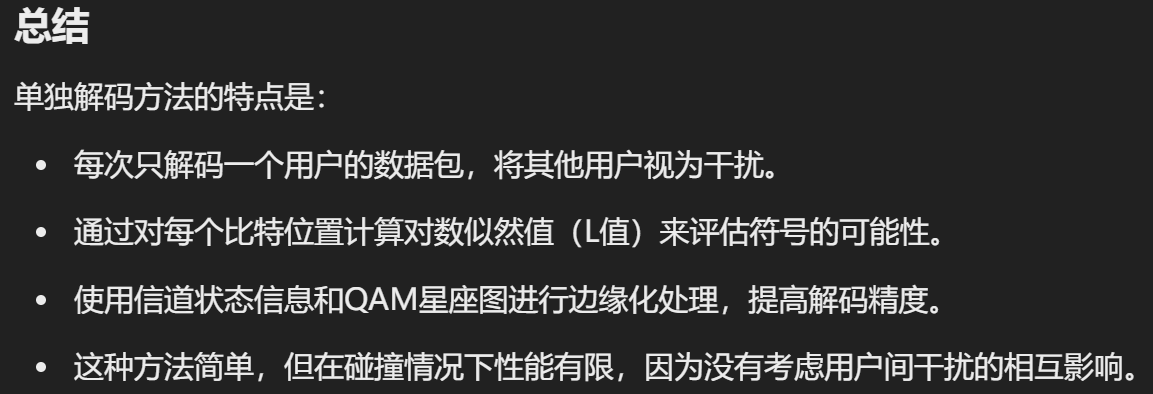 总结
单独解码方法的特点是：
• 每次只解码一个用户的数据包，将其他用户视为干扰。
• 通过对每个比特位置计算对数似然值（L值）来评估符号的可能性。
• 使用信道状态信息和QAM星座图进行边缘化处理，提高解码精度。
• 这种方法简单，但在碰撞情况下性能有限，因为没有考虑用户间干扰的相互影响。